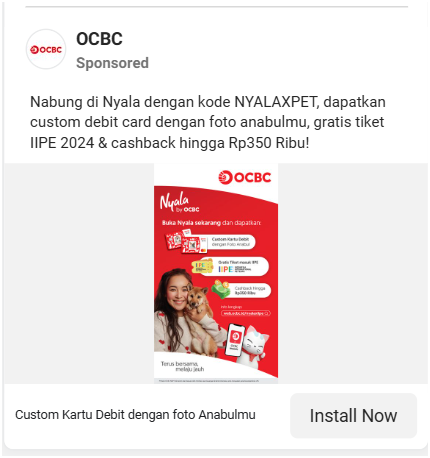 OCBC
OCBC
Sponsored
Nabung di Nyala dengan kode NYALAXPET, dapatkan
custom debit card dengan foto anabulmu, gratis tiket
IIPE 2024 & cashback hingga Rp350 Ribu!
OCBC
Nyala
by OCBC
Buka Nyala sekarang dan dapatkan:
Custom Kartu Debit
dengan Foto Anabul
Gratis Tiket masuk IIPE
IIPE
Cashback hingga
Rp350 Ribu
OCBC
Terus bersama,
melaju jauh
Custom Kartu Debit dengan foto Anabulmu
Install Now